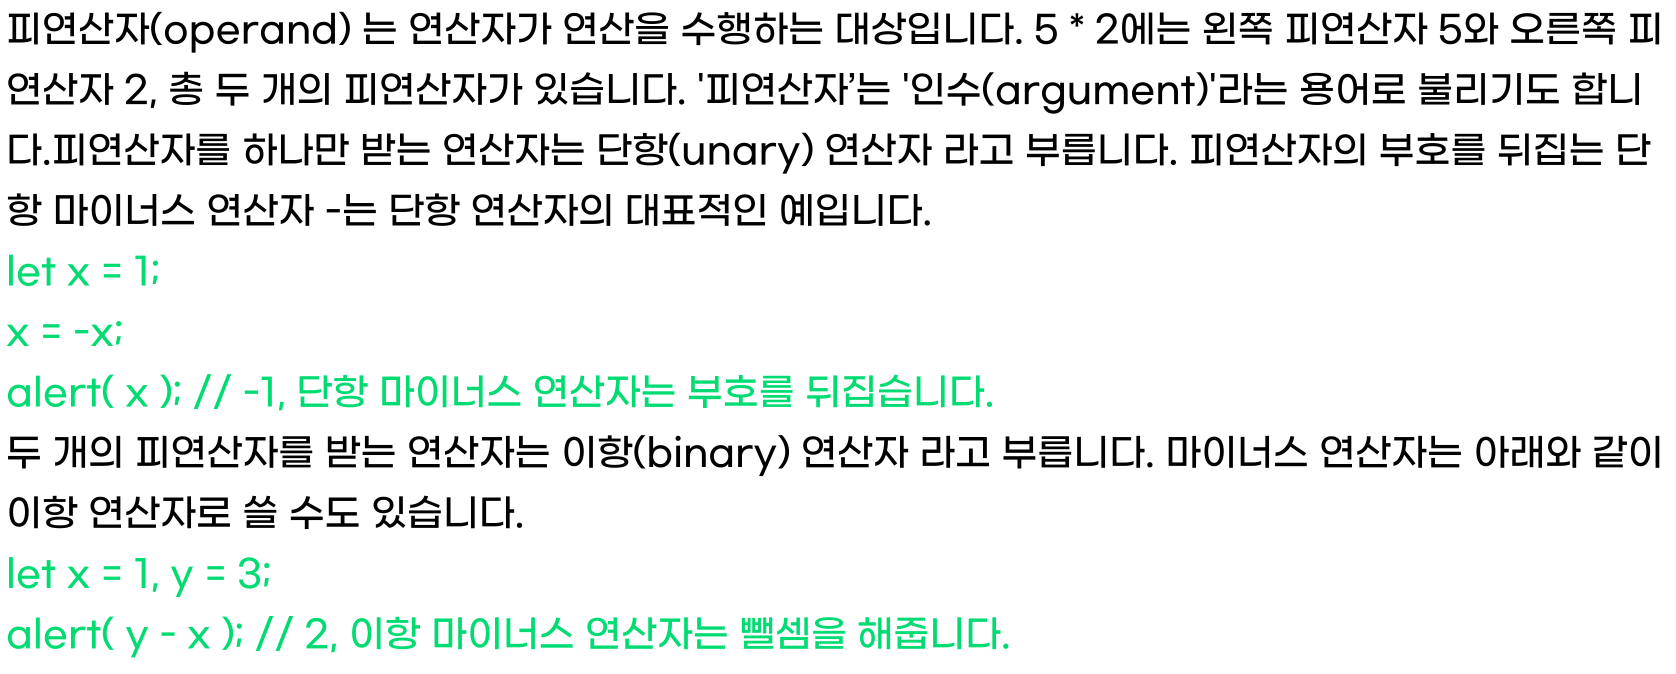 피연산자(operand) 는 연산자가 연산을 수행하는 대상입니다. 5 * 2에는 왼쪽 피연산자 5와 오른쪽 피
연산자 2, 총 두 개의 피연산자가 있습니다. '피연산자’는 '인수(argument)'라는 용어로 불리기도 합니
다.피연산자를 하나만 받는 연산자는 단항(unary) 연산자 라고 부릅니다. 피연산자의 부호를 뒤집는 단
항 마이너스 연산자 -는 단항 연산자의 대표적인 예입니다.
let x = 1;
x = -x;
alert( x ); // -1, 단항 마이너스 연산자는 부호를 뒤집습니다.
두 개의 피연산자를 받는 연산자는 이항(binary) 연산자 라고 부릅니다. 마이너스 연산자는 아래와 같이
이항 연산자로 쓸 수도 있습니다.
let x = 1, y = 3;
alert( y - x ); // 2, 이항 마이너스 연산자는 뺄셈을 해줍니다.